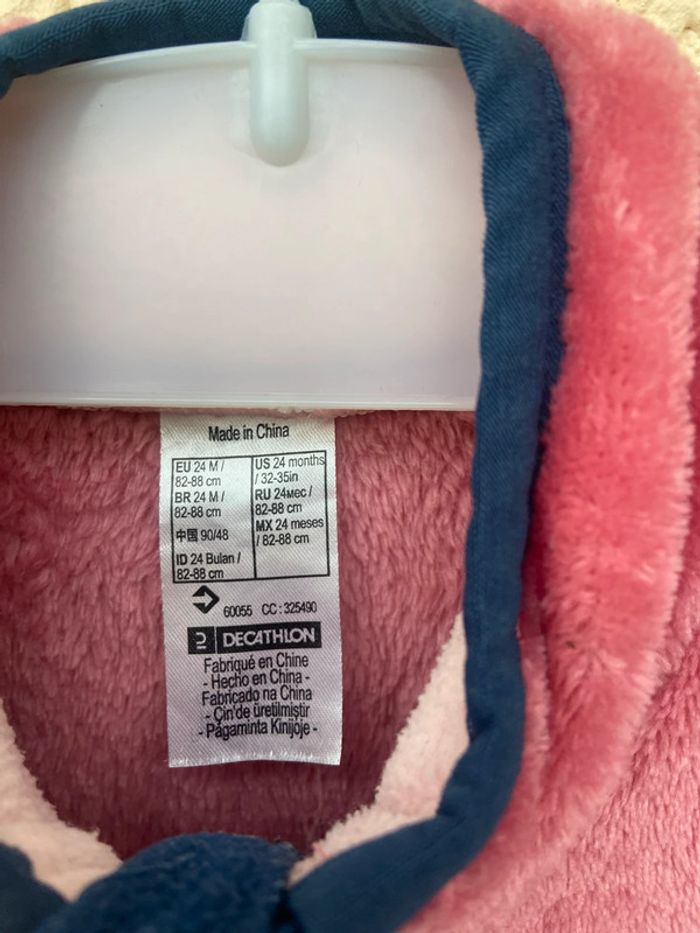 Made in China
EU 24 M /
82-88 cm
BR 24 M /
82-88 cm
中国 90/48
ID 24 Bulan /
82-88 cm
US 24 months
/ 32-35in
RU 24мес /
82-88 cm
MX 24 meses
/ 82-88 cm
60055 CC : 325490
DECATHLON
Fabriqué en Chine
- Hecho en China -
Fabricado na China
- Çin'de üretilmiştir
- Pagaminta Kinijoje -